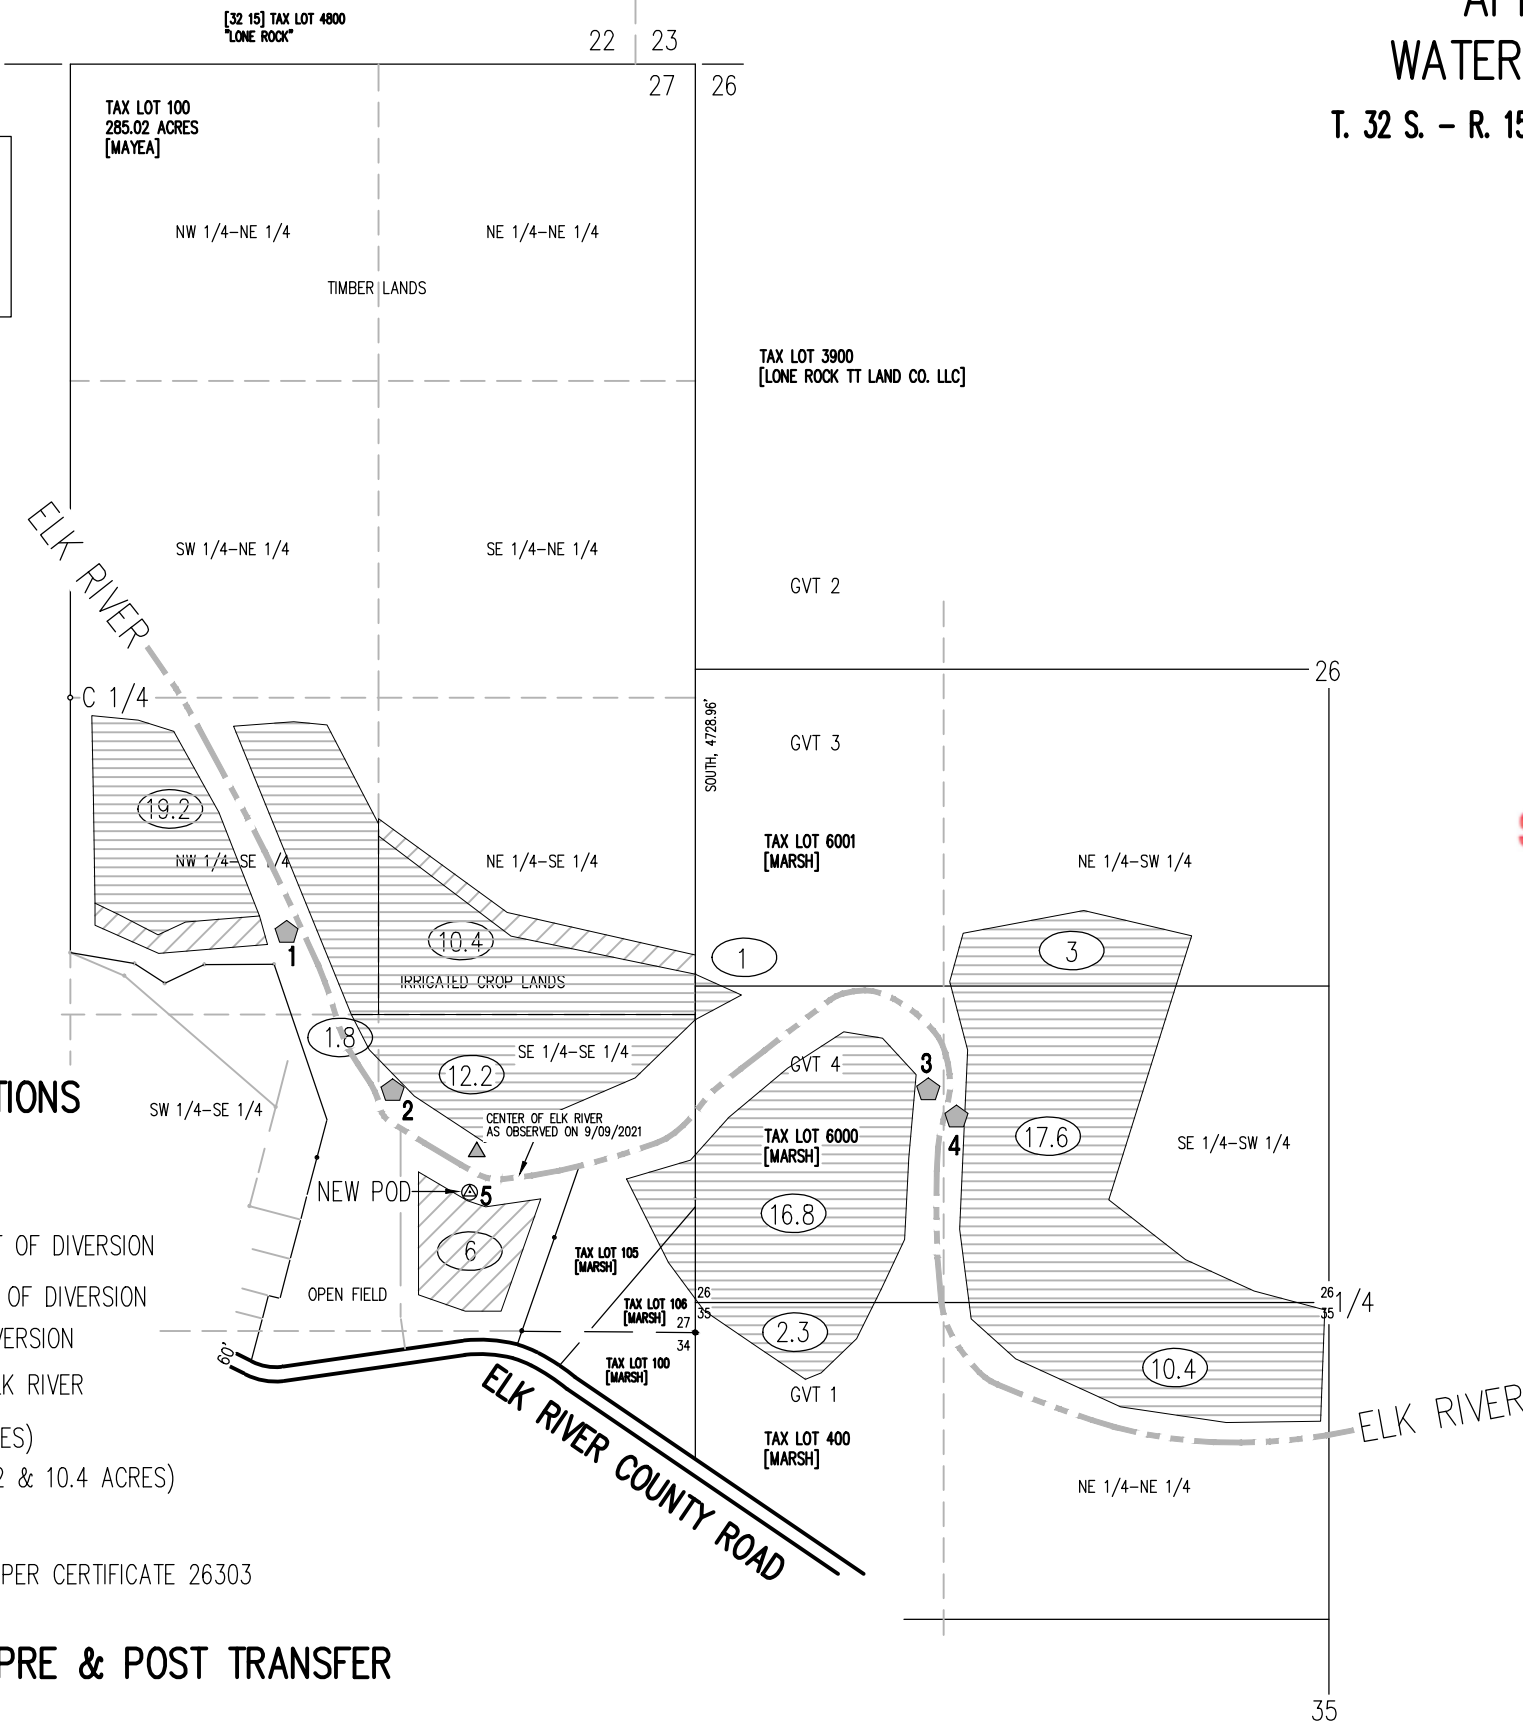 [32 15] TAX LOT 4800
"LONE ROCK"
22 23
27 26
WATER
T. 32 S. - R. 15
TAX LOT 100
285.02 ACRES
[MAYEA]
NW 1/4-NE 1/4
NE 1/4-NE 1/4
TIMBER LANDS
TAX LOT 3900
[LONE ROCK TT LAND CO. LLC]
ELK RIVER
SW 1/4-NE 1/4
SE 1/4-NE 1/4
GVT 2
26
C 1/4
SOUTH, 4728.96'
GVT 3
19.2
NW 1/4-SE 1/4
NE 1/4-SE 1/4
TAX LOT 6001
[MARSH]
NE 1/4-SW 1/4
1
10.4
1
3
IRRIGATED CROP LANDS
1.8
SE 1/4-SE 1/4
12.2
GVT 4
3
2
4
TIONS
SW 1/4-SE 1/4
CENTER OF ELK RIVER
AS OBSERVED ON 9/09/2021
TAX LOT 6000
[MARSH]
17.6
SE 1/4-SW 1/4
NEW POD
5
16.8
T OF DIVERSION
6
TAX LOT 105
[MARSH]
OF DIVERSION
OPEN FIELD
TAX LOT 106
[MARSH]
26
35
27
34
26
35
1/4
VERSION
60'
2.3
TAX LOT 100
[MARSH]
10.4
LK RIVER
ELK RIVER COUNTY ROAD
GVT 1
ELK RIVER
ES)
TAX LOT 400
[MARSH]
2 & 10.4 ACRES)
NE 1/4-NE 1/4
PER CERTIFICATE 26303
PRE & POST TRANSFER
35